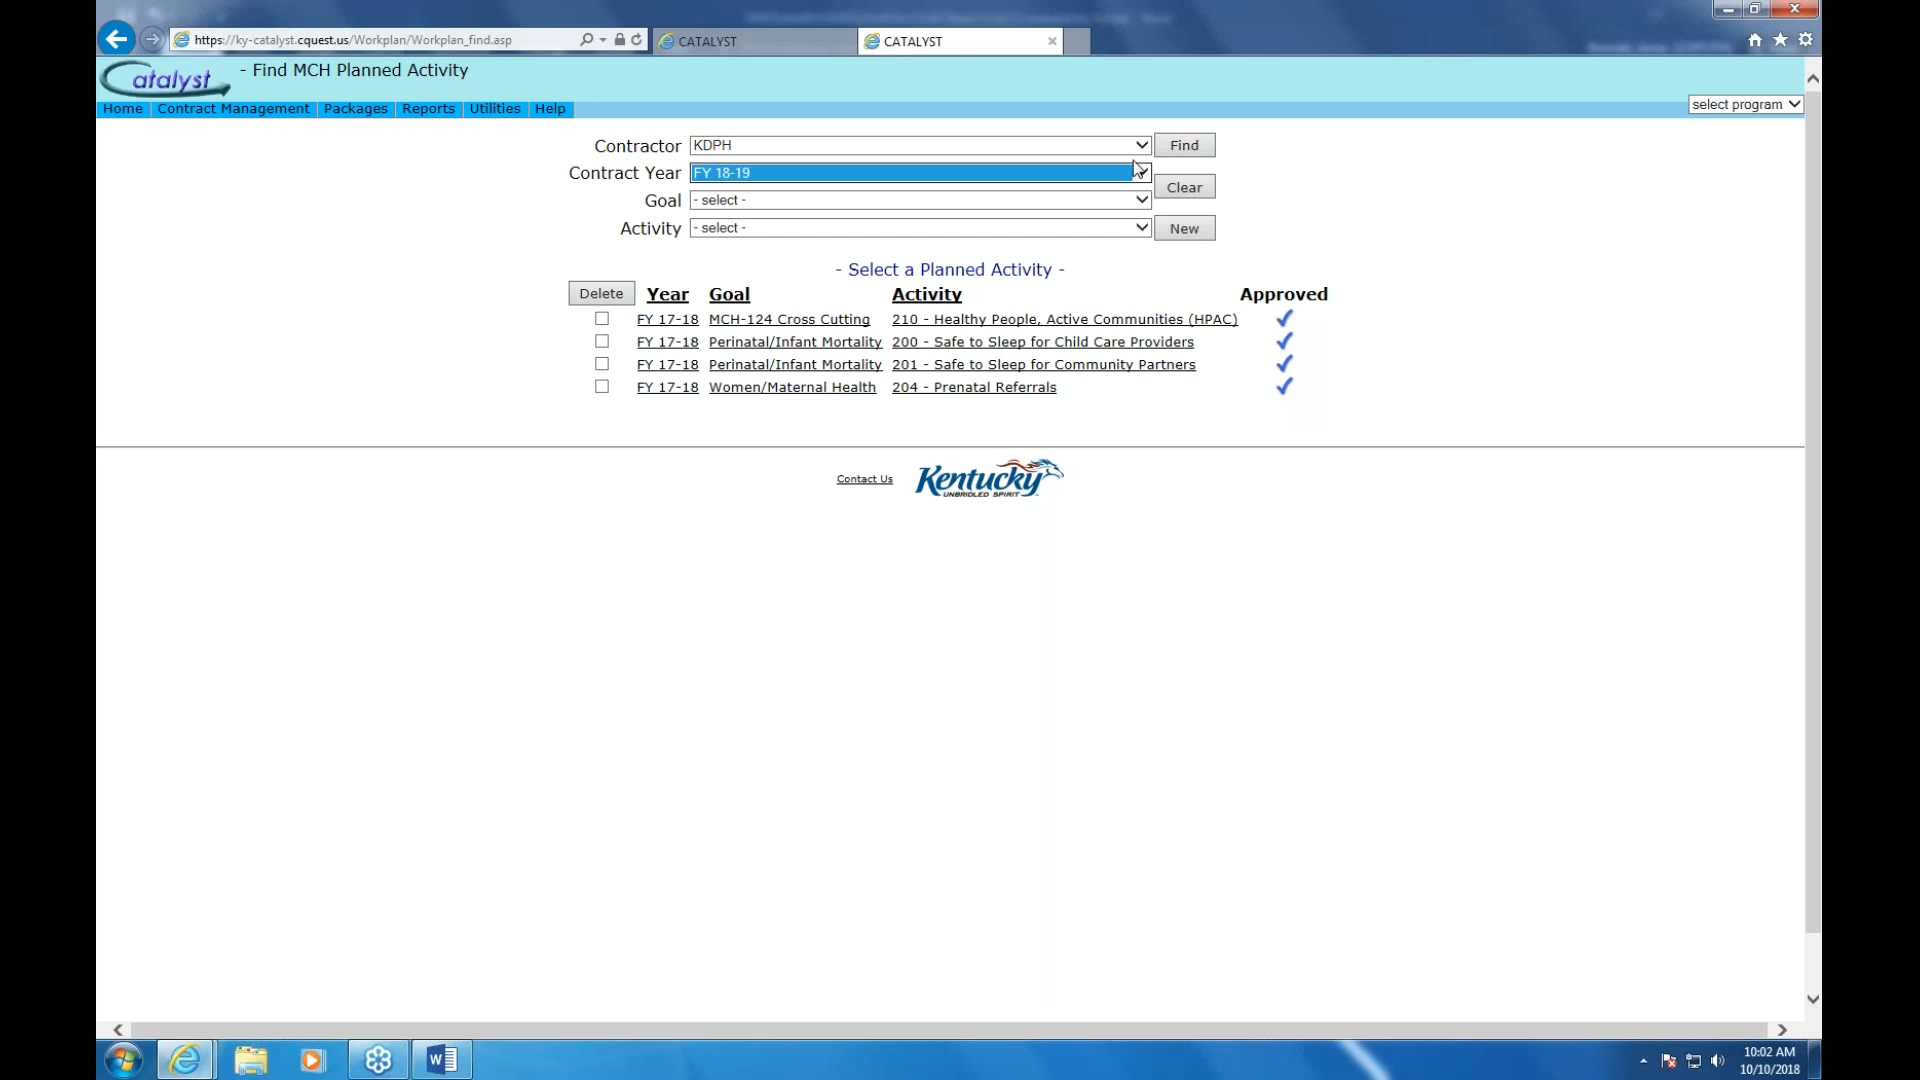 https://ky-catalyst.cquest.us/Workplan/Workplan_find.asp
CATALYST
CATALYST
Catalyst - Find MCH Planned Activity
Home Contract Management Packages Reports Utilities Help
select program
Contractor KDPH Find
Contract Year FY 18-19
Clear
Goal - select -
Activity - select - New
- Select a Planned Activity -
Delete Year Goal Activity Approved
FY 17-18 MCH-124 Cross Cutting 210 - Healthy People, Active Communities (HPAC)
FY 17-18 Perinatal/Infant Mortality 200 - Safe to Sleep for Child Care Providers
FY 17-18 Perinatal/Infant Mortality 201 - Safe to Sleep for Community Partners
FY 17-18 Women/Maternal Health 204 - Prenatal Referrals
Contact Us Kentucky
UNBRIDLED SPIRIT
10:02 AM
10/10/2018